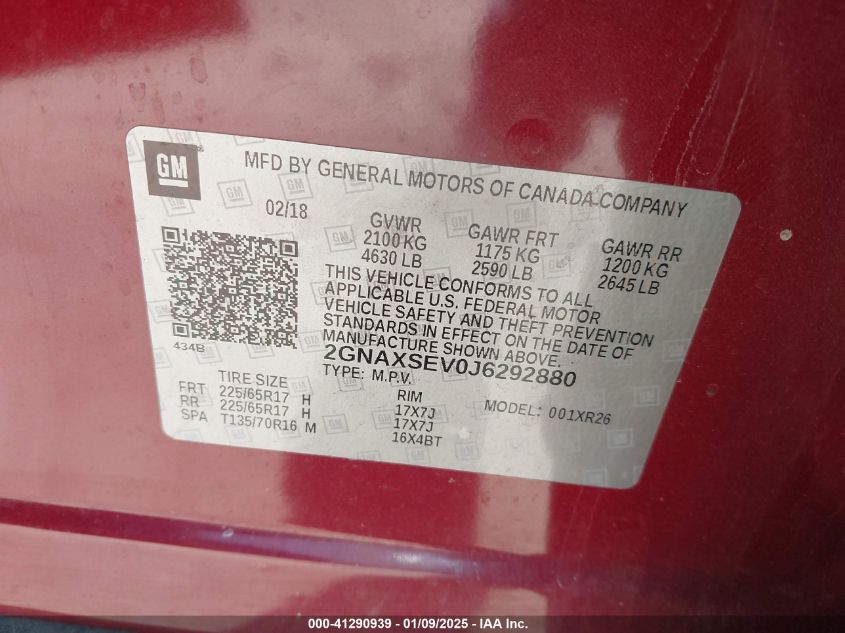 GM
MFD BY GENERAL MOTORS OF CANADA COMPANY
02/18
GVWR
2100 KG
4630 LB
GAWR FRT
1175 KG
2590 LB
GAWR RR
1200 KG
2645 LB
THIS VEHICLE CONFORMS TO ALL
APPLICABLE U.S. FEDERAL MOTOR
VEHICLE SAFETY AND THEFT PREVENTION
STANDARDS IN EFFECT ON THE DATE OF
MANUFACTURE SHOWN ABOVE.
434B
2GNAXSEV0J6292880
TYPE: M.P.V.
MODEL: 001XR26
TIRE SIZE RIM
FRT 225/65R17 H 17X7J
RR 225/65R17 H 17X7J
SPA T135/70R16 M 16X4BT
000-41290939 - 01/09/2025 - IAA Inc.